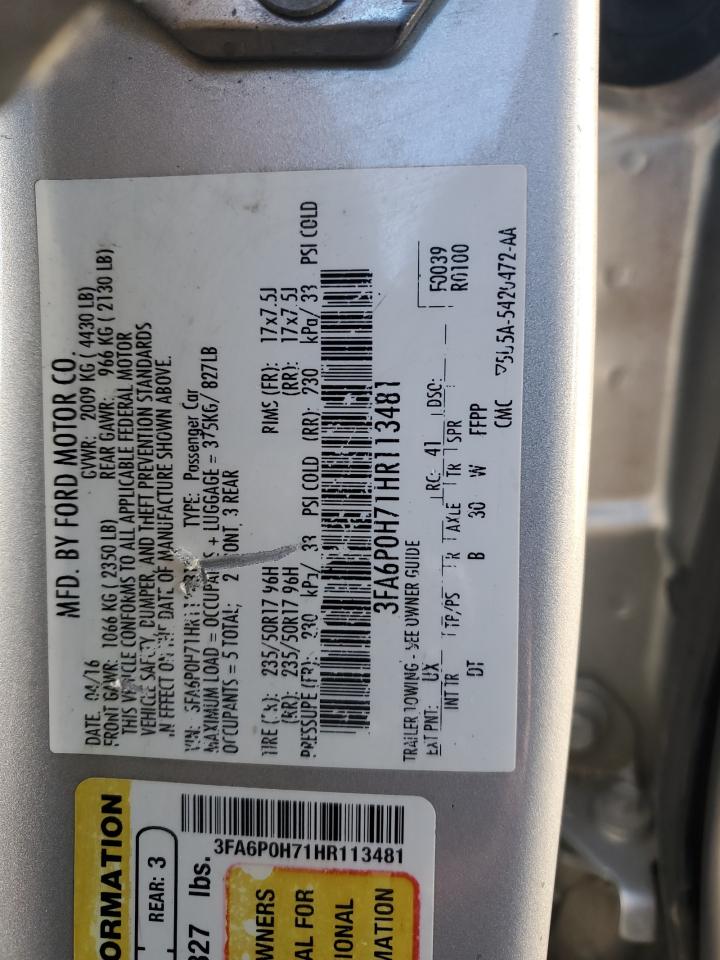 MFD. BY FORD MOTOR CO.
DATE: 04/16 GVWR: 2009 KG ( 4430 LB)
FRONT GAWR: 1066 KG ( 2350 LB) REAR GAWR: 966 KG ( 2130 LB)
THIS VEHICLE CONFORMS TO ALL APPLICABLE FEDERAL MOTOR
VEHICLE SAFETY, BUMPER, AND THEFT PREVENTION STANDARDS
IN EFFECT ON THE DATE OF MANUFACTURE SHOWN ABOVE.
VIN: 3FA6P0H71HR113481 TYPE: Passenger Car
MAXIMUM LOAD = OCCUPANTS + LUGGAGE = 375KG/ 827LB
OCCUPANTS = 5 TOTAL, 2 FRONT, 3 REAR
TIRE (FR): 235/50R17 96H RIMS (FR): 17x7.5J
(RR): 235/50R17 96H (RR): 17x7.5J
PRESSURE (FR): 230 kPa/ 33 PSI COLD (RR): 230 kPa/ 33 PSI COLD
3FA6P0H71HR113481
TRAILER TOWING - SEE OWNER GUIDE
EXT PNT: UX RC: 41 DSO: F0039
INT TR TP/PS R AXLE TR SPR R0100
DT B 30 W FFPP
CMC 5U5A-5420472-AA
ORMATION
REAR: 3
827 lbs.
3FA6P0H71HR113481
OWNERS
AL FOR
IONAL
MATION